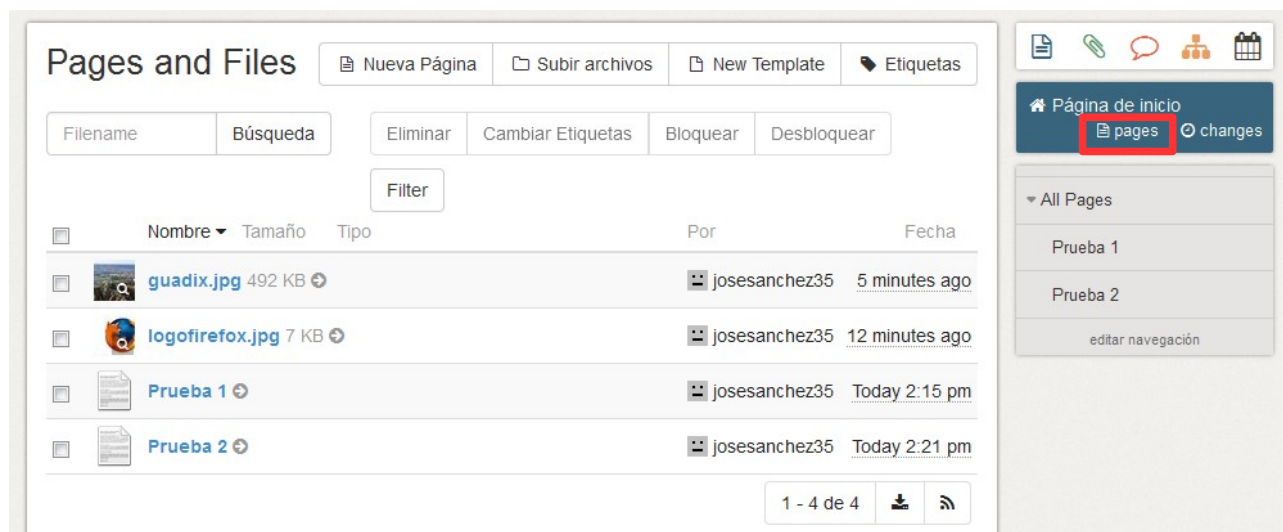 Pages and Files
Nueva Página
Subir archivos
New Template
Etiquetas
Filename
Búsqueda
Eliminar
Cambiar Etiquetas
Bloquear
Desbloquear
Filter
Nombre Tamaño Tipo Por Fecha
guadix.jpg 492 KB josesanchez35 5 minutes ago
logofirefox.jpg 7 KB josesanchez35 12 minutes ago
Prueba 1 josesanchez35 Today 2:15 pm
Prueba 2 josesanchez35 Today 2:21 pm
1 - 4 de 4
Página de inicio
pages changes
All Pages
Prueba 1
Prueba 2
editar navegación